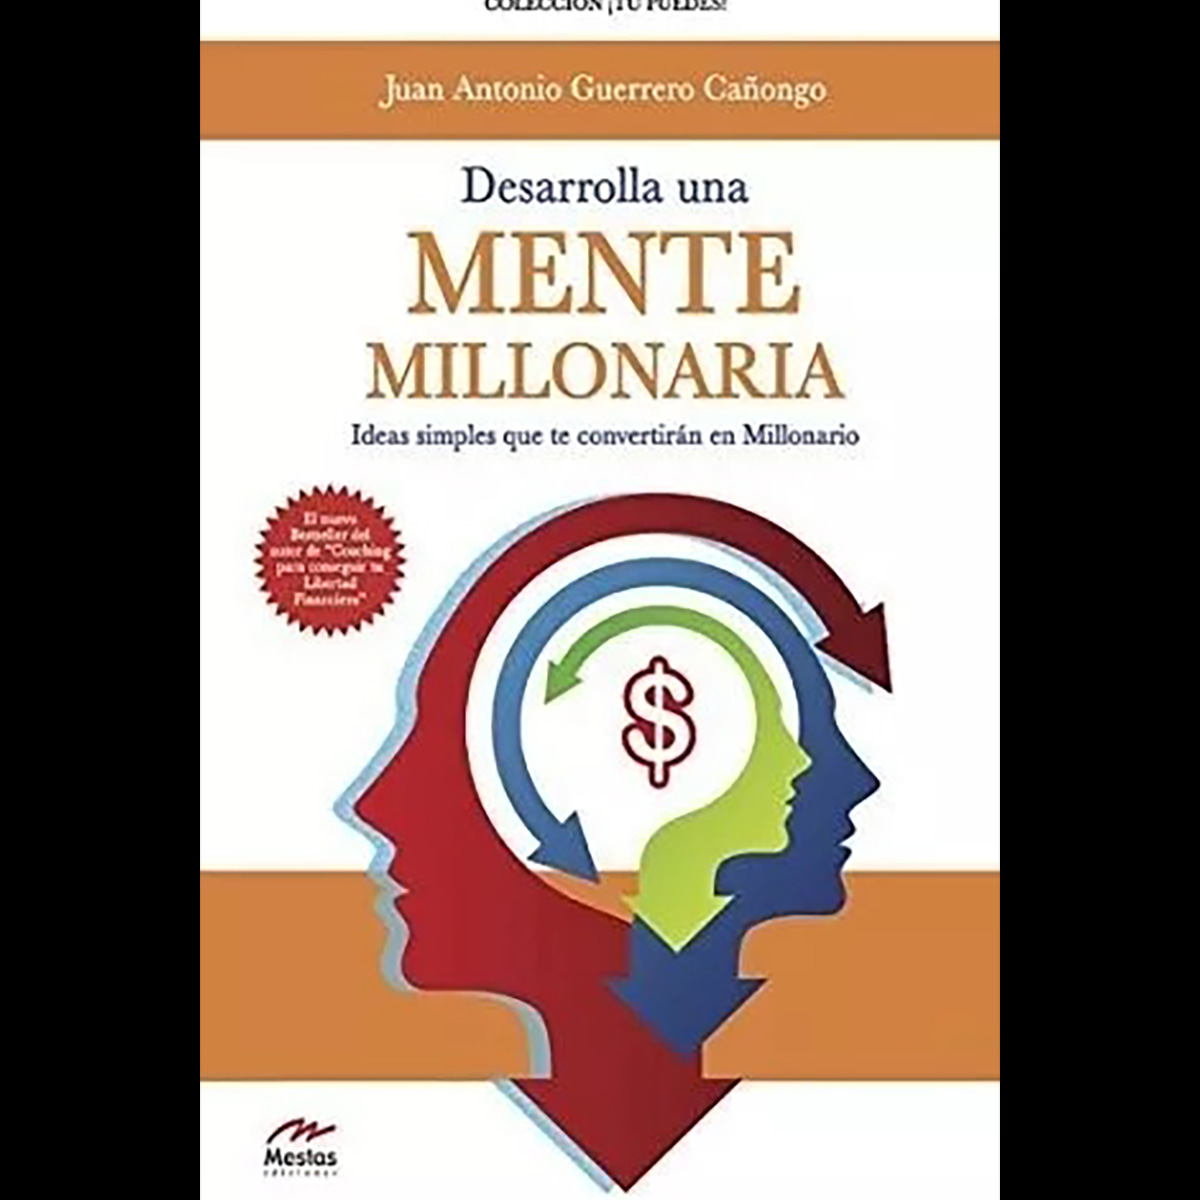 COLECCIÓN ¡TÚ PUEDES!
Juan Antonio Guerrero Cañongo
Desarrolla una
MENTE
MILLONARIA
Ideas simples que te convertirán en Millonario
El nuevo
Bestseller del
autor de "Coaching
para conseguir tu
Libertad
Financiera"
$
Mestas
ediciones